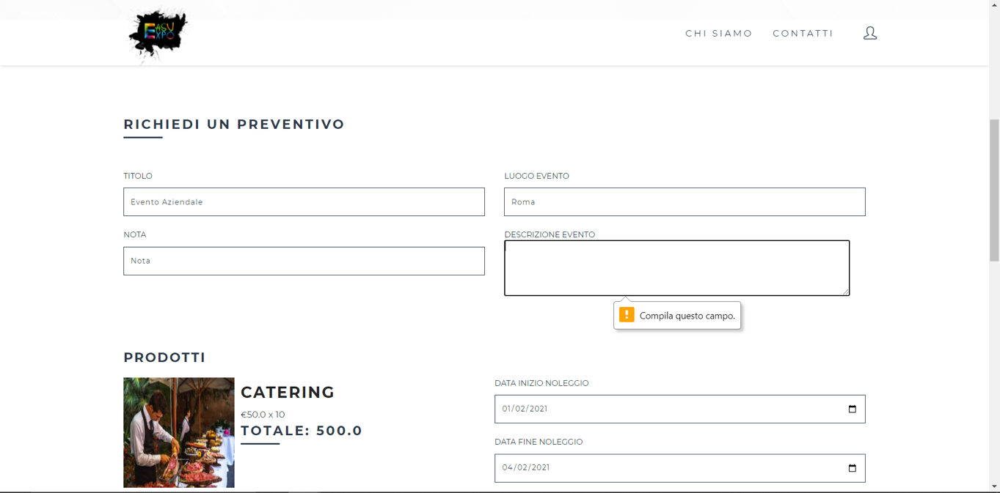 EASY
EXPO
CHI SIAMO
CONTATTI
RICHIEDI UN PREVENTIVO
TITOLO
LUOGO EVENTO
Evento Aziendale
Roma
NOTA
DESCRIZIONE EVENTO
Nota
Compila questo campo.
PRODOTTI
CATERING
€50.0 x 10
TOTALE: 500.0
DATA INIZIO NOLEGGIO
01/02/2021
DATA FINE NOLEGGIO
04/02/2021